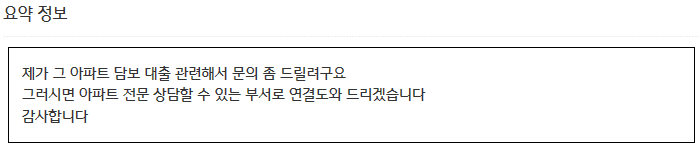 요약 정보
제가 그 아파트 담보 대출 관련해서 문의 좀 드릴려구요
그러시면 아파트 전문 상담할 수 있는 부서로 연결도와 드리겠습니다
감사합니다